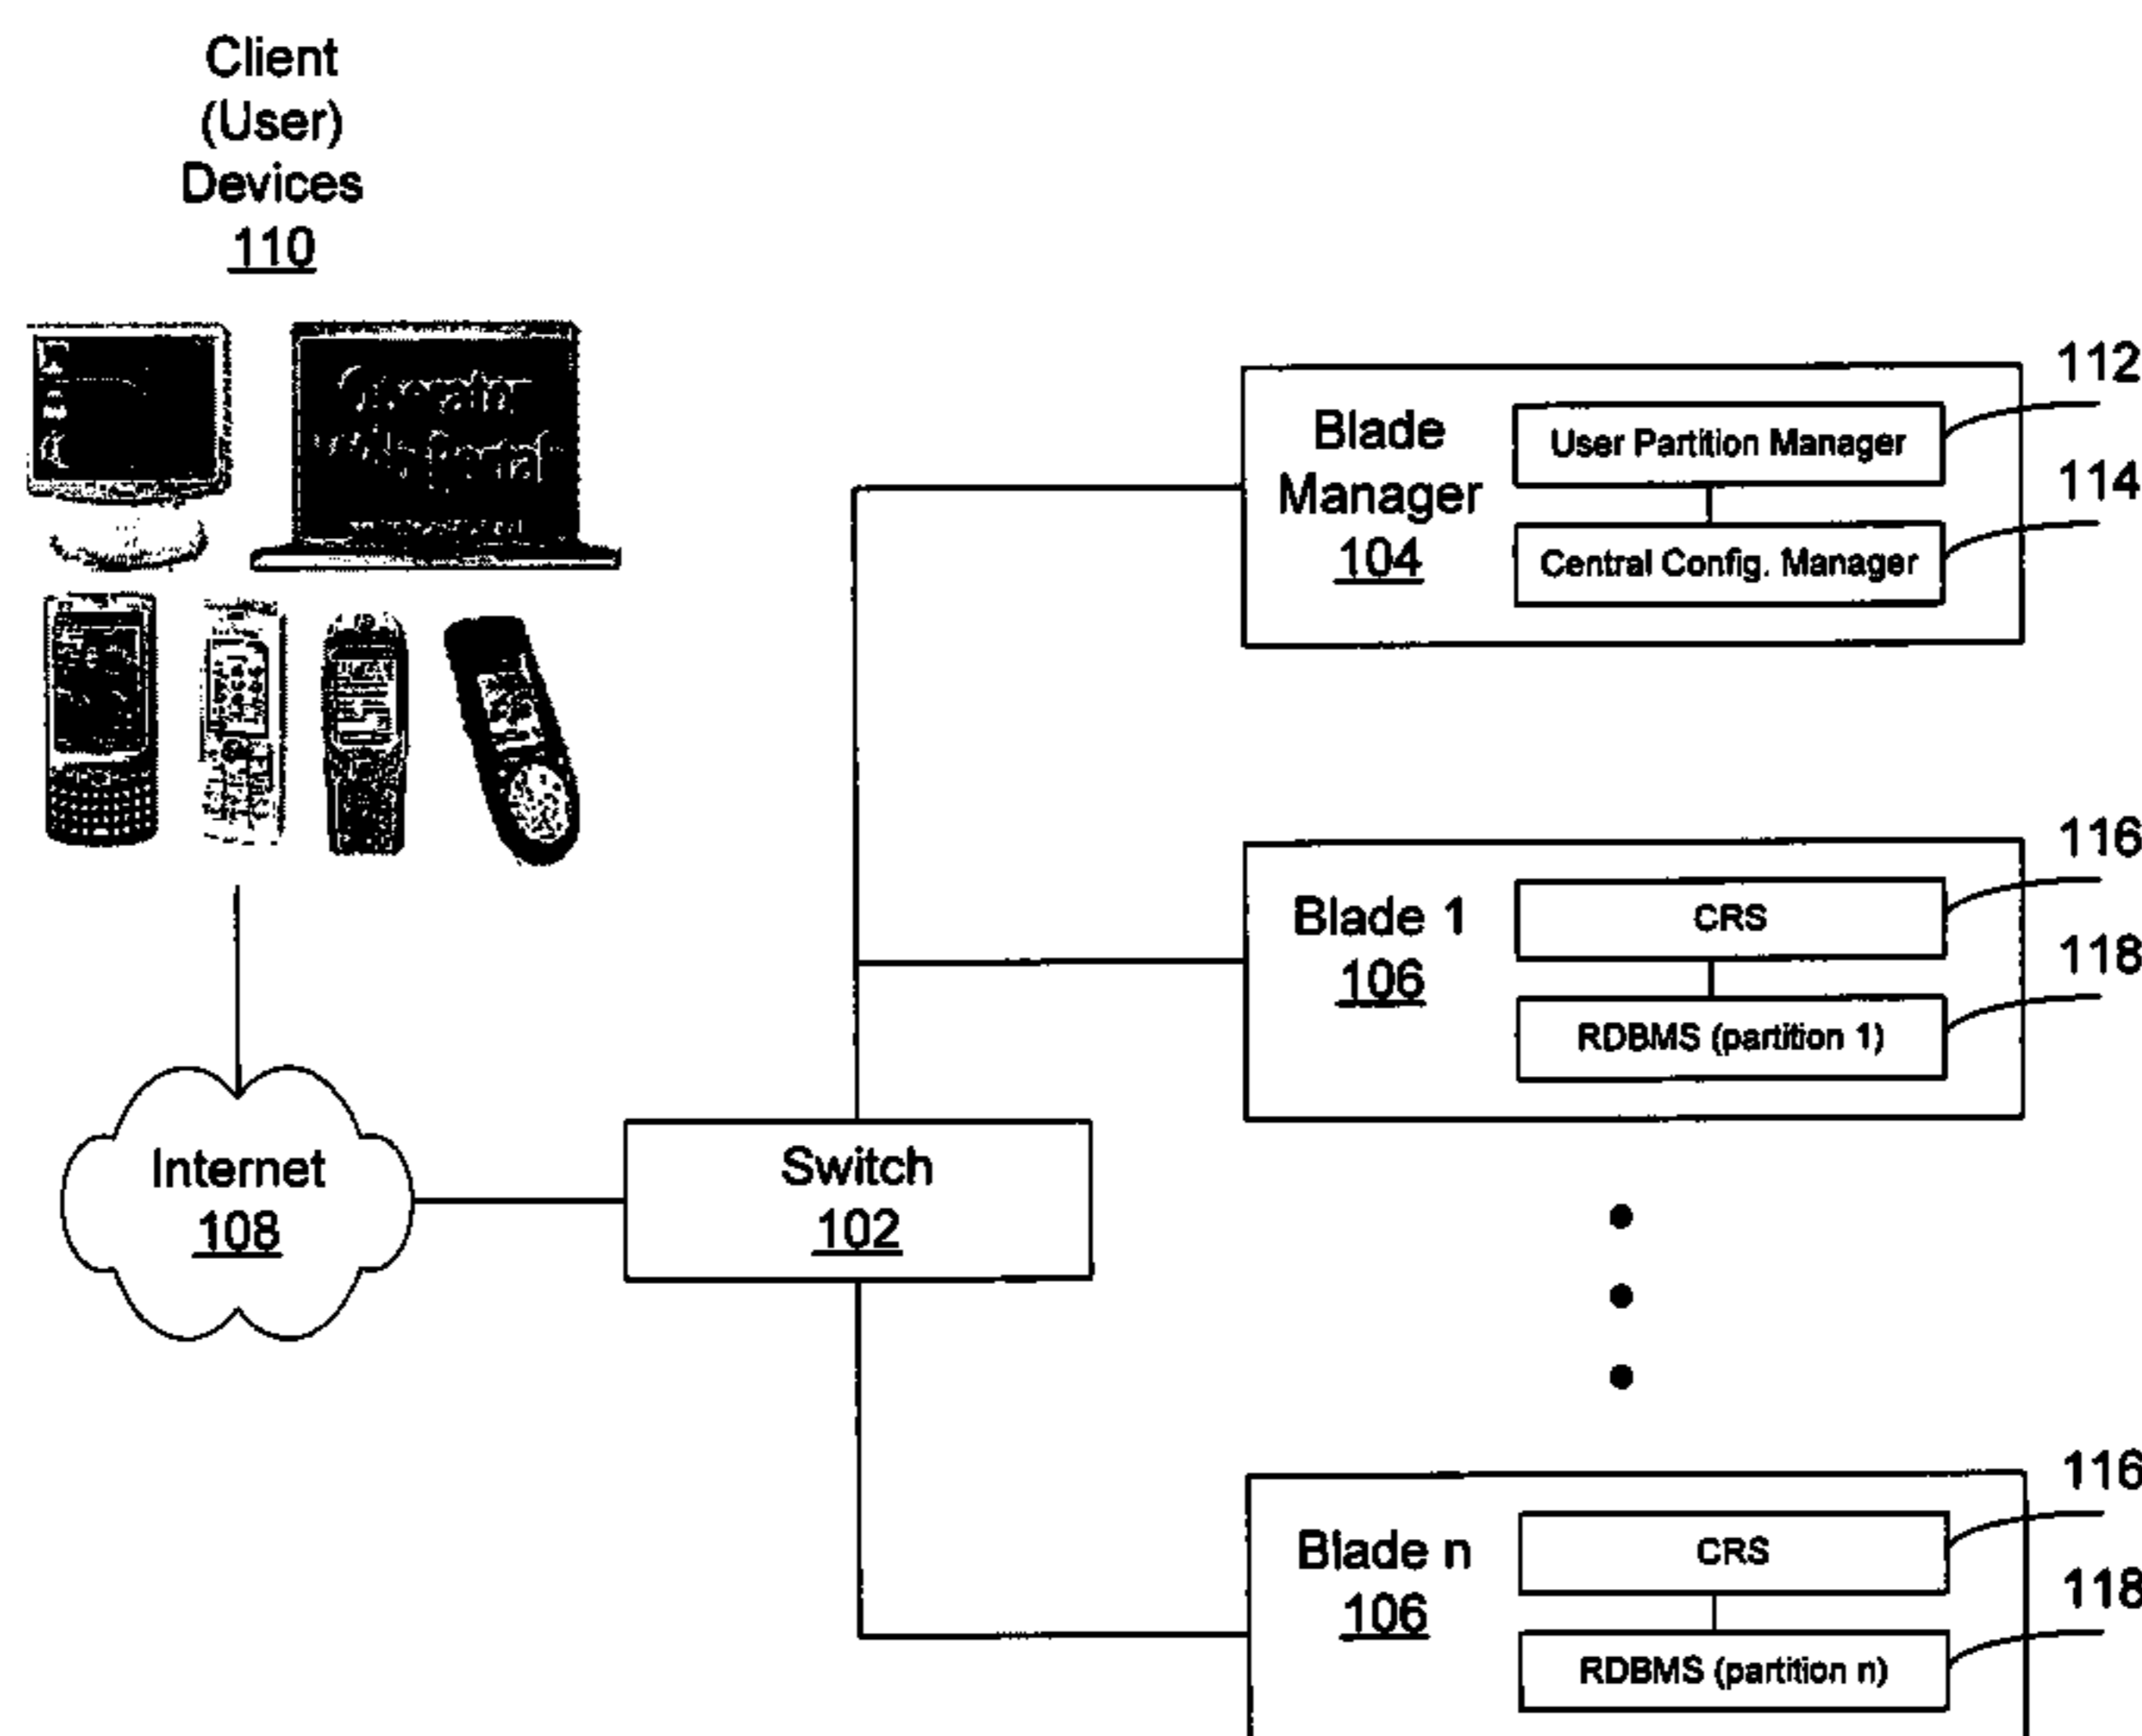 Client
(User)
Devices
110
112
Blade
Manager
104
User Partition Manager
114
Central Config. Manager
116
Blade 1
106
CRS
118
RDBMS (partition 1)
Internet
108
Switch
102
116
Blade n
106
CRS
118
RDBMS (partition n)